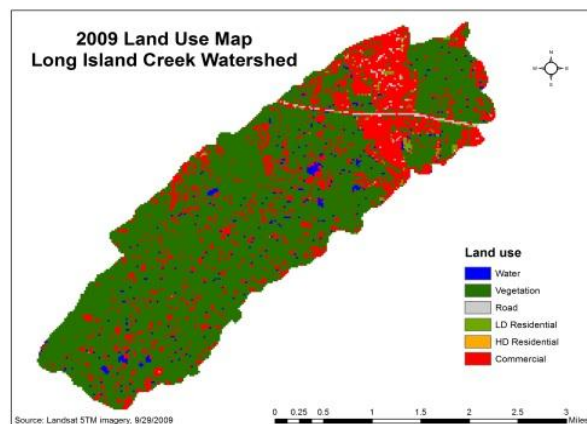 2009 Land Use Map
Long Island Creek Watershed
N
W E
S
Land use
Water
Vegetation
Road
LD Residential
HD Residential
Commercial
0 0.25 0.5 1 1.5 2 2.5 3
Miles
Source: Landsat 5TM imagery, 9/29/2009